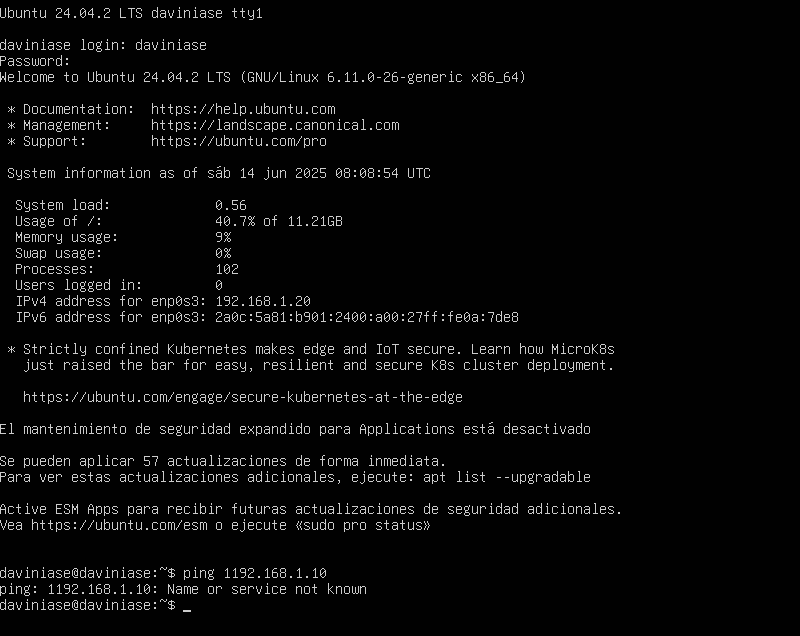 Ubuntu 24.04.2 LTS daviniase tty1
daviniase login: daviniase
Password:
Welcome to Ubuntu 24.04.2 LTS (GNU/Linux 6.11.0-26-generic x86_64)
* Documentation:  https://help.ubuntu.com
* Management:     https://landscape.canonical.com
* Support:        https://ubuntu.com/pro
System information as of sáb 14 jun 2025 08:08:54 UTC
System load:             0.56
Usage of /:              40.7% of 11.21GB
Memory usage:            9%
Swap usage:              0%
Processes:               102
Users logged in:         0
IPv4 address for enp0s3: 192.168.1.20
IPv6 address for enp0s3: 2a0c:5a81:b901:2400:a00:27ff:fe0a:7de8
* Strictly confined Kubernetes makes edge and IoT secure. Learn how MicroK8s
just raised the bar for easy, resilient and secure K8s cluster deployment.
https://ubuntu.com/engage/secure-kubernetes-at-the-edge
El mantenimiento de seguridad expandido para Applications está desactivado
Se pueden aplicar 57 actualizaciones de forma inmediata.
Para ver estas actualizaciones adicionales, ejecute: apt list --upgradable
Active ESM Apps para recibir futuras actualizaciones de seguridad adicionales.
Vea https://ubuntu.com/esm o ejecute «sudo pro status»
daviniase@daviniase:~$ ping 1192.168.1.10
ping: 1192.168.1.10: Name or service not known
daviniase@daviniase:~$ _